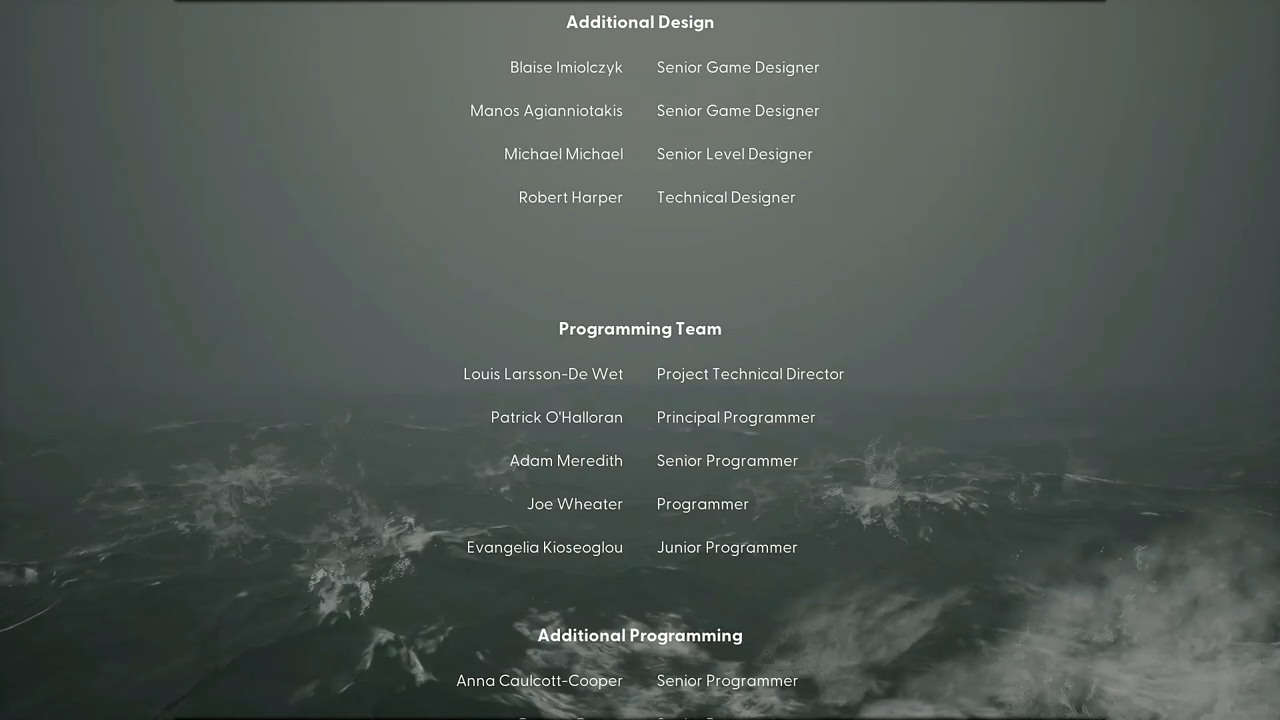 Additional Design
Blaise Imiolczyk Senior Game Designer
Manos Agianniotakis Senior Game Designer
Michael Michael Senior Level Designer
Robert Harper Technical Designer
Programming Team
Louis Larsson-De Wet Project Technical Director
Patrick O'Halloran Principal Programmer
Adam Meredith Senior Programmer
Joe Wheater Programmer
Evangelia Kioseoglou Junior Programmer
Additional Programming
Anna Caulcott-Cooper Senior Programmer